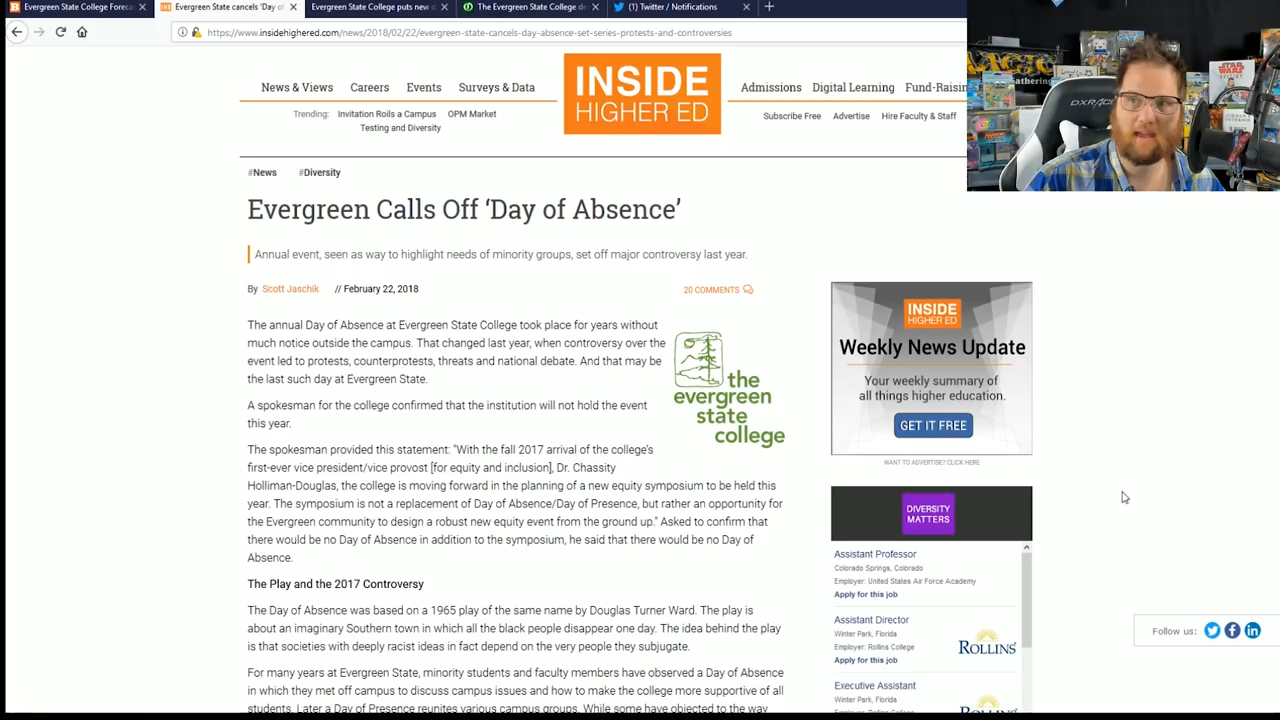 Evergreen State College Foreca
Evergreen State cancels 'Day of
Evergreen State College puts new d
The Evergreen State College de
(1) Twitter / Notifications
https://www.insidehighered.com/news/2018/02/22/evergreen-state-cancels-day-absence-set-series-protests-and-controversies
News & Views
Careers
Events
Surveys & Data
INSIDE
HIGHER ED
Admissions
Digital Learning
Fund-Raisin
Trending:
Invitation Roils a Campus
OPM Market
Testing and Diversity
Subscribe Free
Advertise
Hire Faculty & Staff
#News
#Diversity
Evergreen Calls Off ‘Day of Absence’
Annual event, seen as way to highlight needs of minority groups, set off major controversy last year.
By Scott Jaschik // February 22, 2018
20 COMMENTS
The annual Day of Absence at Evergreen State College took place for years without
much notice outside the campus. That changed last year, when controversy over the
event led to protests, counterprotests, threats and national debate. And that may be
the last such day at Evergreen State.
A spokesman for the college confirmed that the institution will not hold the event
this year.
The spokesman provided this statement: "With the fall 2017 arrival of the college's
first-ever vice president/vice provost [for equity and inclusion], Dr. Chassity
Holliman-Douglas, the college is moving forward in the planning of a new equity symposium to be held this
year. The symposium is not a replacement of Day of Absence/Day of Presence, but rather an opportunity for
the Evergreen community to design a robust new equity event from the ground up." Asked to confirm that
there would be no Day of Absence in addition to the symposium, he said that there would be no Day of
Absence.
The Play and the 2017 Controversy
The Day of Absence was based on a 1965 play of the same name by Douglas Turner Ward. The play is
about an imaginary Southern town in which all the black people disappear one day. The idea behind the play
is that societies with deeply racist ideas in fact depend on the very people they subjugate.
For many years at Evergreen State, minority students and faculty members have observed a Day of Absence
in which they met off campus to discuss campus issues and how to make the college more supportive of all
students. Later a Day of Presence reunites various campus groups. While some have objected to the way
the
evergreen
state
college
INSIDE
HIGHER ED
Weekly News Update
Your weekly summary of
all things higher education.
GET IT FREE
WANT TO ADVERTISE? CLICK HERE
DIVERSITY
MATTERS
Assistant Professor
Colorado Springs, Colorado
Employer: United States Air Force Academy
Apply for this job
Assistant Director
Winter Park, Florida
Employer: Rollins College
Apply for this job
ROLLINS
Executive Assistant
Winter Park, Florida
Follow us:
DXRACER
STAR
WARS